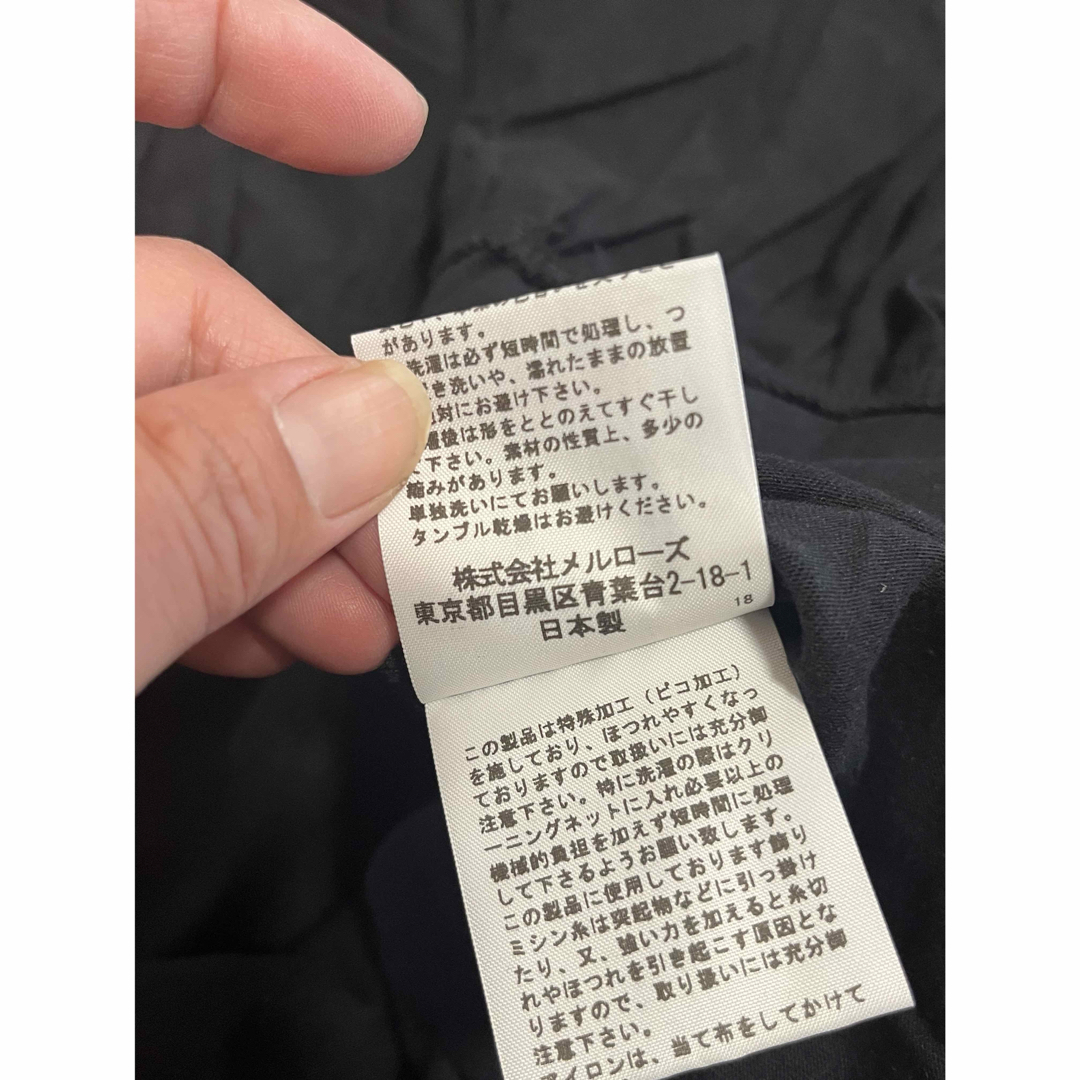 があります。
洗濯は必ず短時間で処理し、つ
き洗いや、濡れたままの放置
対にお避け下さい。
濯後は形をととのえてすぐ干し
下さい。素材の性質上、多少の
縮みがあります。
単独洗いにてお願いします。
タンブル乾燥はお避けください。
株式会社メルローズ
東京都目黒区青葉台2-18-1
日本製
18
この製品は特殊加工(ピコ加工)
を施しており、ほつれやすくなっ
ておりますので取扱いには充分御
注意下さい。特に洗濯の際はクリ
ーニングネットに入れ必要以上の
機械的負担を加えず短時間に処理
して下さるようお願い致します。
この製品に使用しております飾り
ミシン糸は突起物などに引っ掛け
たり、又、強い力を加えると糸切
れやほつれを引き起こす原因とな
りますので、取り扱いには充分御
注意下さい。
アイロンは、当て布をしてかけて